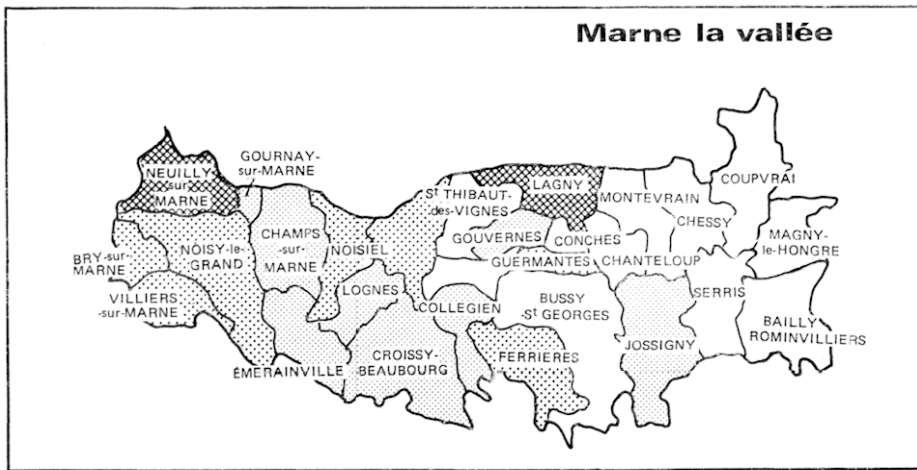 Marne la vallée
GOURNAY-
sur-MARNE
NEUILLY-
sur
MARNE
St THIBAUT-
des-VIGNES
LAGNY
MONTEVRAIN
COUPVRAI
CHESSY
MAGNY-
le-HONGRE
BRY-sur-
MARNE
NOISY-le-
GRAND
CHAMPS
-sur-
MARNE
NOISIEL
GOUVERNES
CONCHES
GUERMANTES
CHANTELOUP
VILLIERS
-sur-MARNE
LOGNES
COLLEGIEN
BUSSY
-St GEORGES
SERRIS
BAILLY
ROMINVILLIERS
ÉMERAINVILLE
CROISSY-
BEAUBOURG
FERRIERES
JOSSIGNY